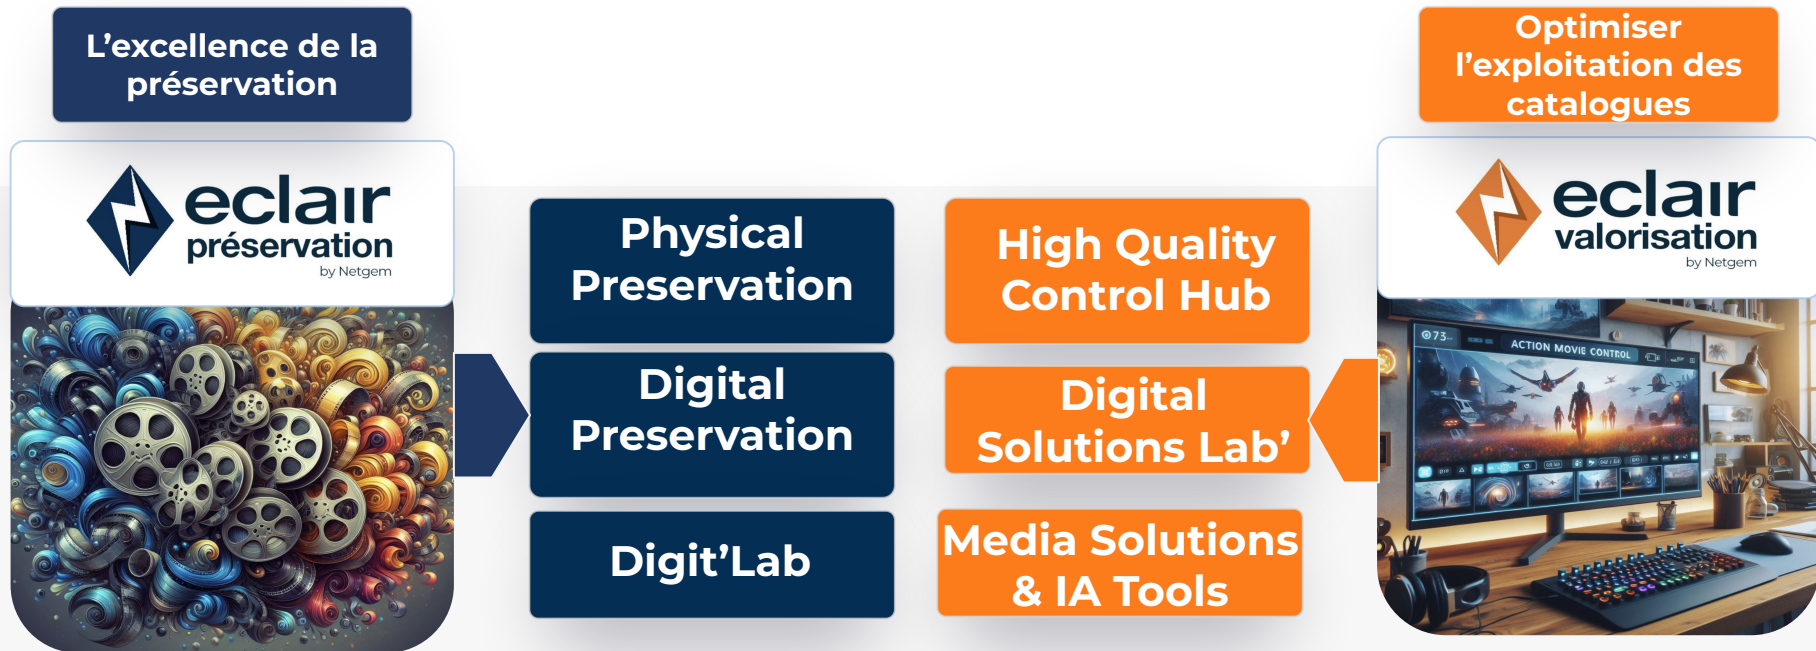 L'excellence de la
préservation
Optimiser
l'exploitation des
catalogues
eclair
préservation
by Netgem
eclair
valorisation
by Netgem
Physical
Preservation
Digital
Preservation
Digit'Lab
High Quality
Control Hub
Digital
Solutions Lab'
Media Solutions
& IA Tools
73
ACTION MOVIE CONTROL